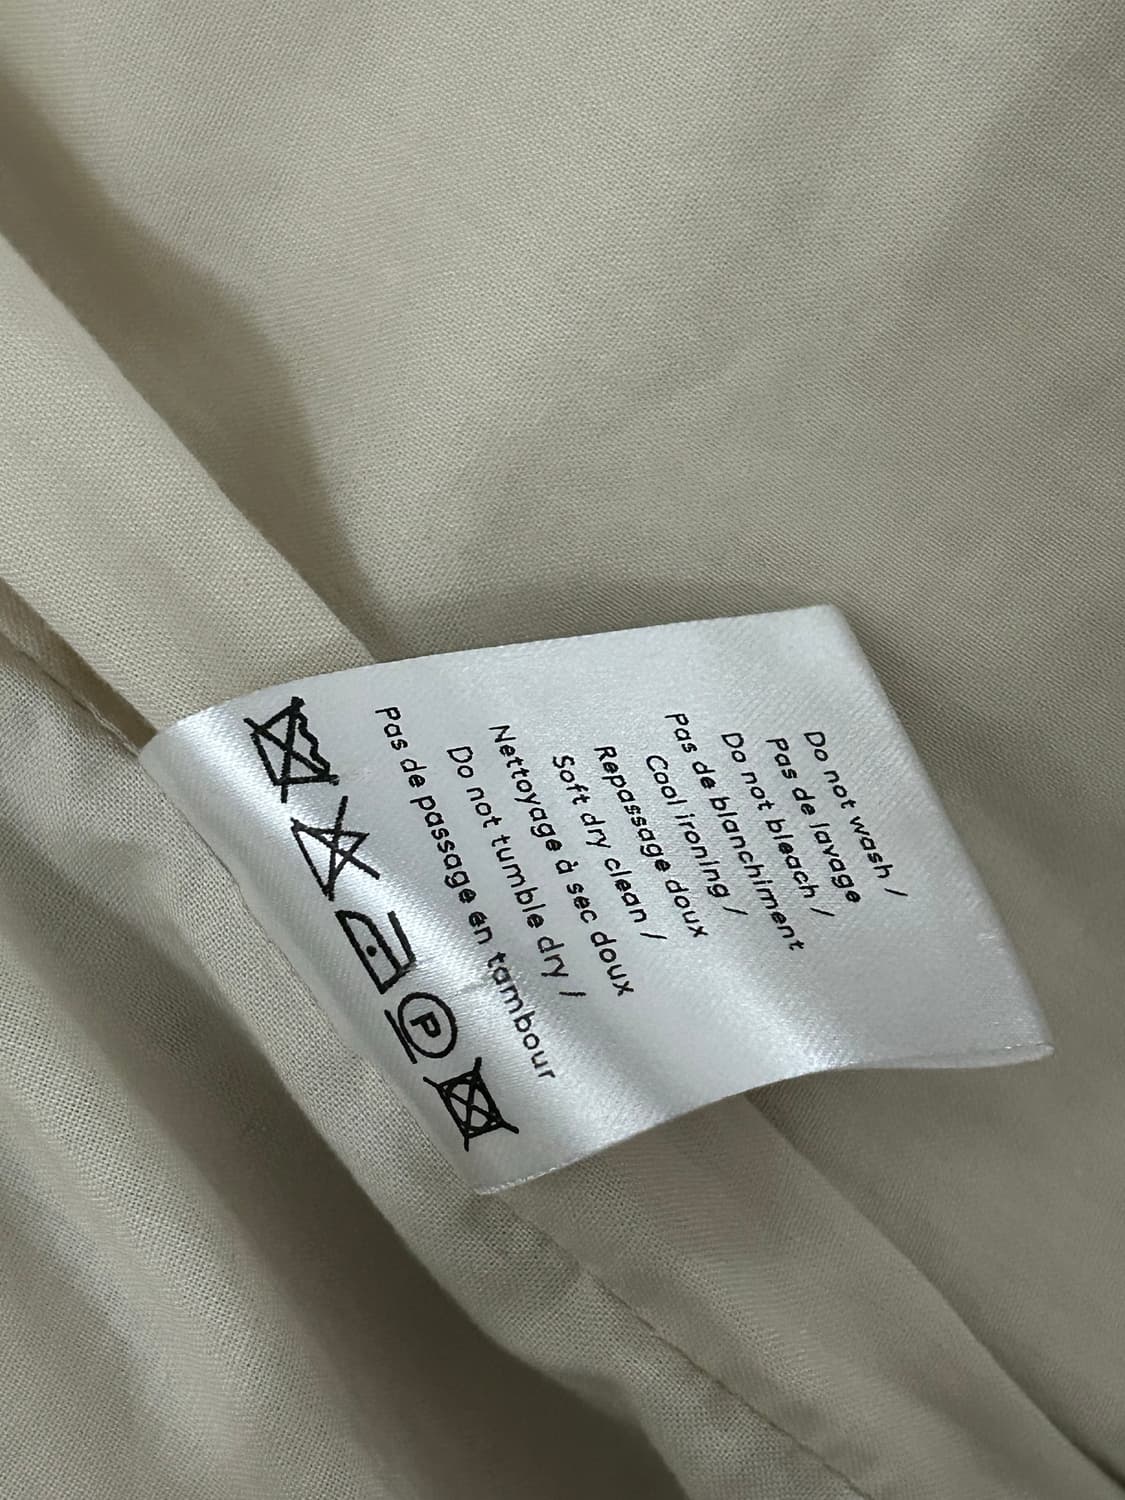 Do not wash /
Pas de lavage
Do not bleach /
Pas de blanchiment
Cool ironing /
Repassage doux
Soft dry clean /
Nettoyage à sec doux
Do not tumble dry /
Pas de passage en tambour
P